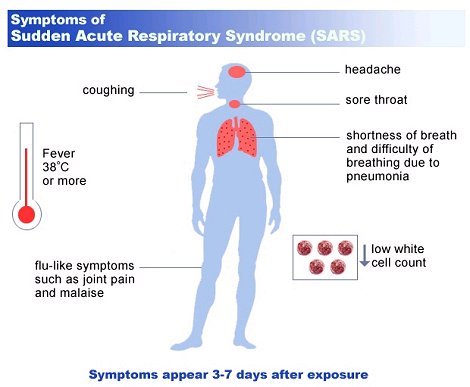 Symptoms of
Sudden Acute Respiratory Syndrome (SARS)
headache
coughing
sore throat
shortness of breath
and difficulty of
breathing due to
pneumonia
Fever
38°C
or more
low white
cell count
flu-like symptoms
such as joint pain
and malaise
Symptoms appear 3-7 days after exposure